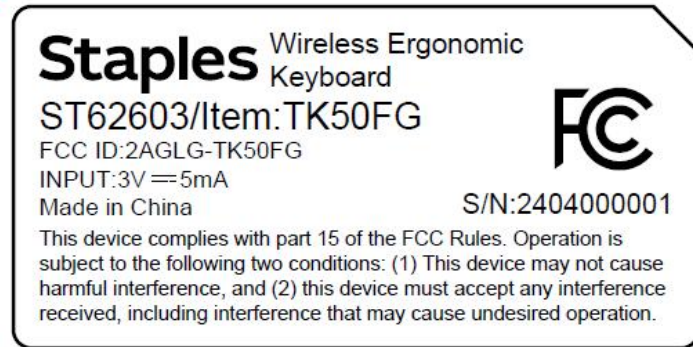 Staples Wireless Ergonomic
Keyboard
ST62603/Item:TK50FG
FCC ID:2AGLG-TK50FG
INPUT:3V⎓5mA
Made in China
FC
S/N:2404000001
This device complies with part 15 of the FCC Rules. Operation is
subject to the following two conditions: (1) This device may not cause
harmful interference, and (2) this device must accept any interference
received, including interference that may cause undesired operation.